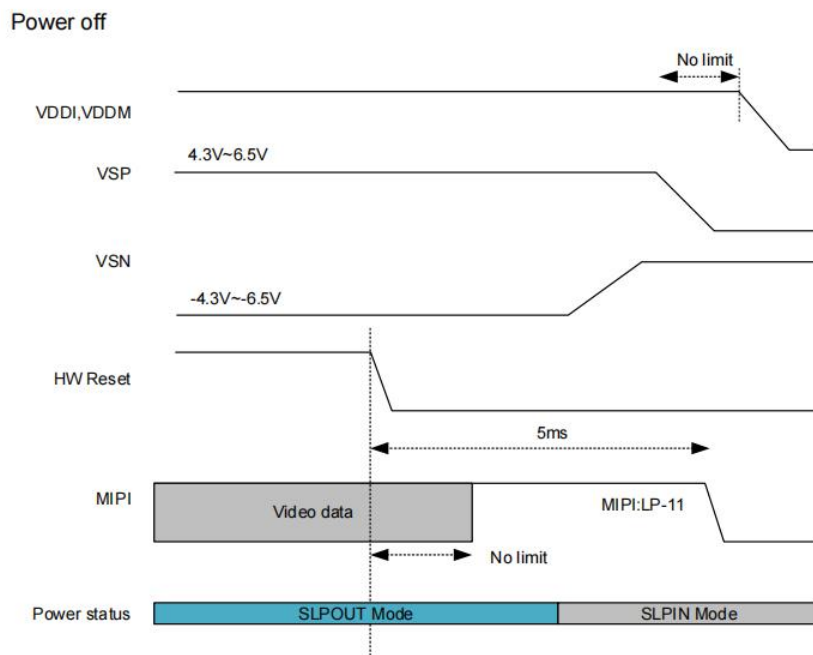 Power off
No limit
VDDI,VDDM
4.3V~6.5V
VSP
VSN
-4.3V~-6.5V
HW Reset
5ms
MIPI
Video data
MIPI:LP-11
No limit
Power status
SLPOUT Mode
SLPIN Mode